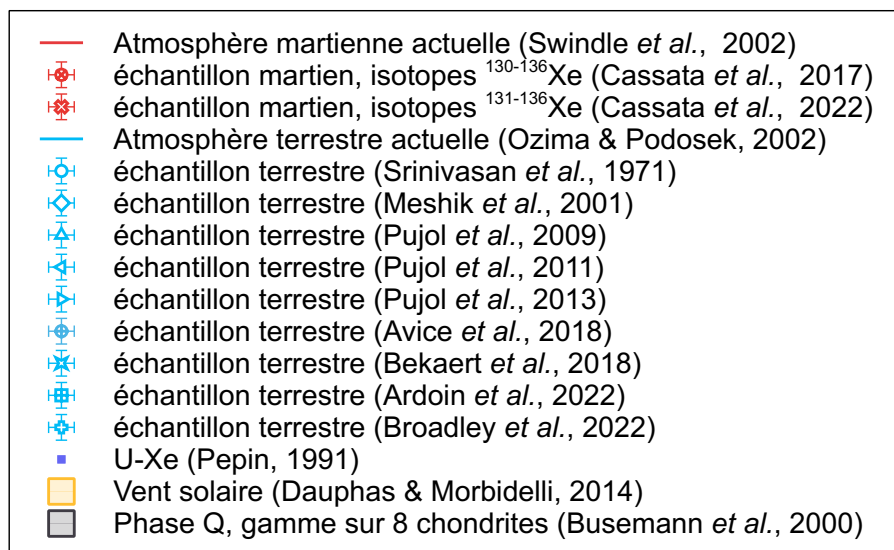 Atmosphère martienne actuelle (Swindle et al., 2002)
échantillon martien, isotopes ¹³⁰⁻¹³⁶Xe (Cassata et al., 2017)
échantillon martien, isotopes ¹³¹⁻¹³⁶Xe (Cassata et al., 2022)
Atmosphère terrestre actuelle (Ozima & Podosek, 2002)
échantillon terrestre (Srinivasan et al., 1971)
échantillon terrestre (Meshik et al., 2001)
échantillon terrestre (Pujol et al., 2009)
échantillon terrestre (Pujol et al., 2011)
échantillon terrestre (Pujol et al., 2013)
échantillon terrestre (Avice et al., 2018)
échantillon terrestre (Bekaert et al., 2018)
échantillon terrestre (Ardoin et al., 2022)
échantillon terrestre (Broadley et al., 2022)
U-Xe (Pepin, 1991)
Vent solaire (Dauphas & Morbidelli, 2014)
Phase Q, gamme sur 8 chondrites (Busemann et al., 2000)